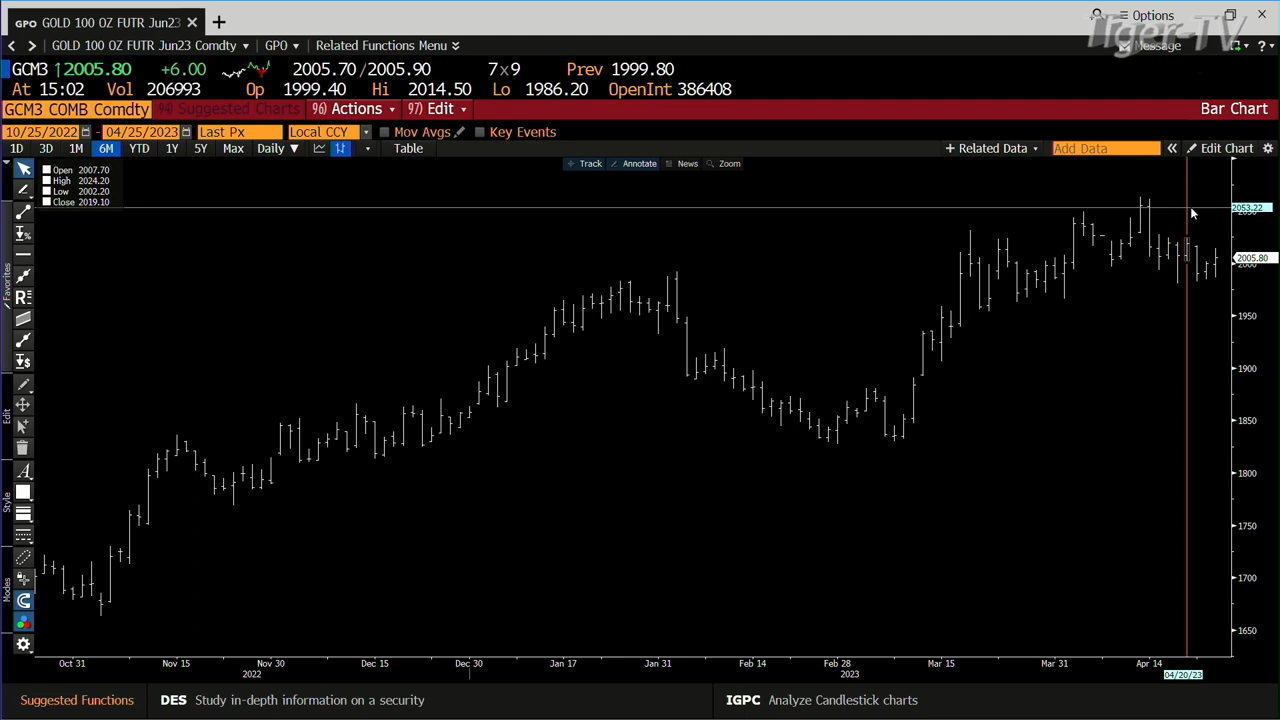 GPO GOLD 100 OZ FUTR Jun23
Options
GOLD 100 OZ FUTR Jun23 Comdty GPO Related Functions Menu
Message
Tiger-TV
GCM3 ↑2005.80 +6.00 2005.70/2005.90 7x9 Prev 1999.80
At 15:02 Vol 206993 Op 1999.40 Hi 2014.50 Lo 1986.20 OpenInt 386408
GCM3 COMB Comdty 94) Suggested Charts 96) Actions 97) Edit Bar Chart
10/25/2022 - 04/25/2023 Last Px Local CCY Mov Avgs Key Events
1D 3D 1M 6M YTD 1Y 5Y Max Daily ▼ Table + Related Data Add Data « Edit Chart
Track Annotate News Zoom
Open 2007.70
High 2024.20
Low 2002.20
Close 2019.10
2053.22
2050
2005.80
2000
1950
1900
1850
1800
1750
1700
1650
Favorites
Edit
Style
Modes
Oct 31 Nov 15 Nov 30 Dec 15 Dec 30 Jan 17 Jan 31 Feb 14 Feb 28 Mar 15 Mar 31 Apr 14
2022 2023 04/20/23
Suggested Functions DES Study in-depth information on a security IGPC Analyze Candlestick charts